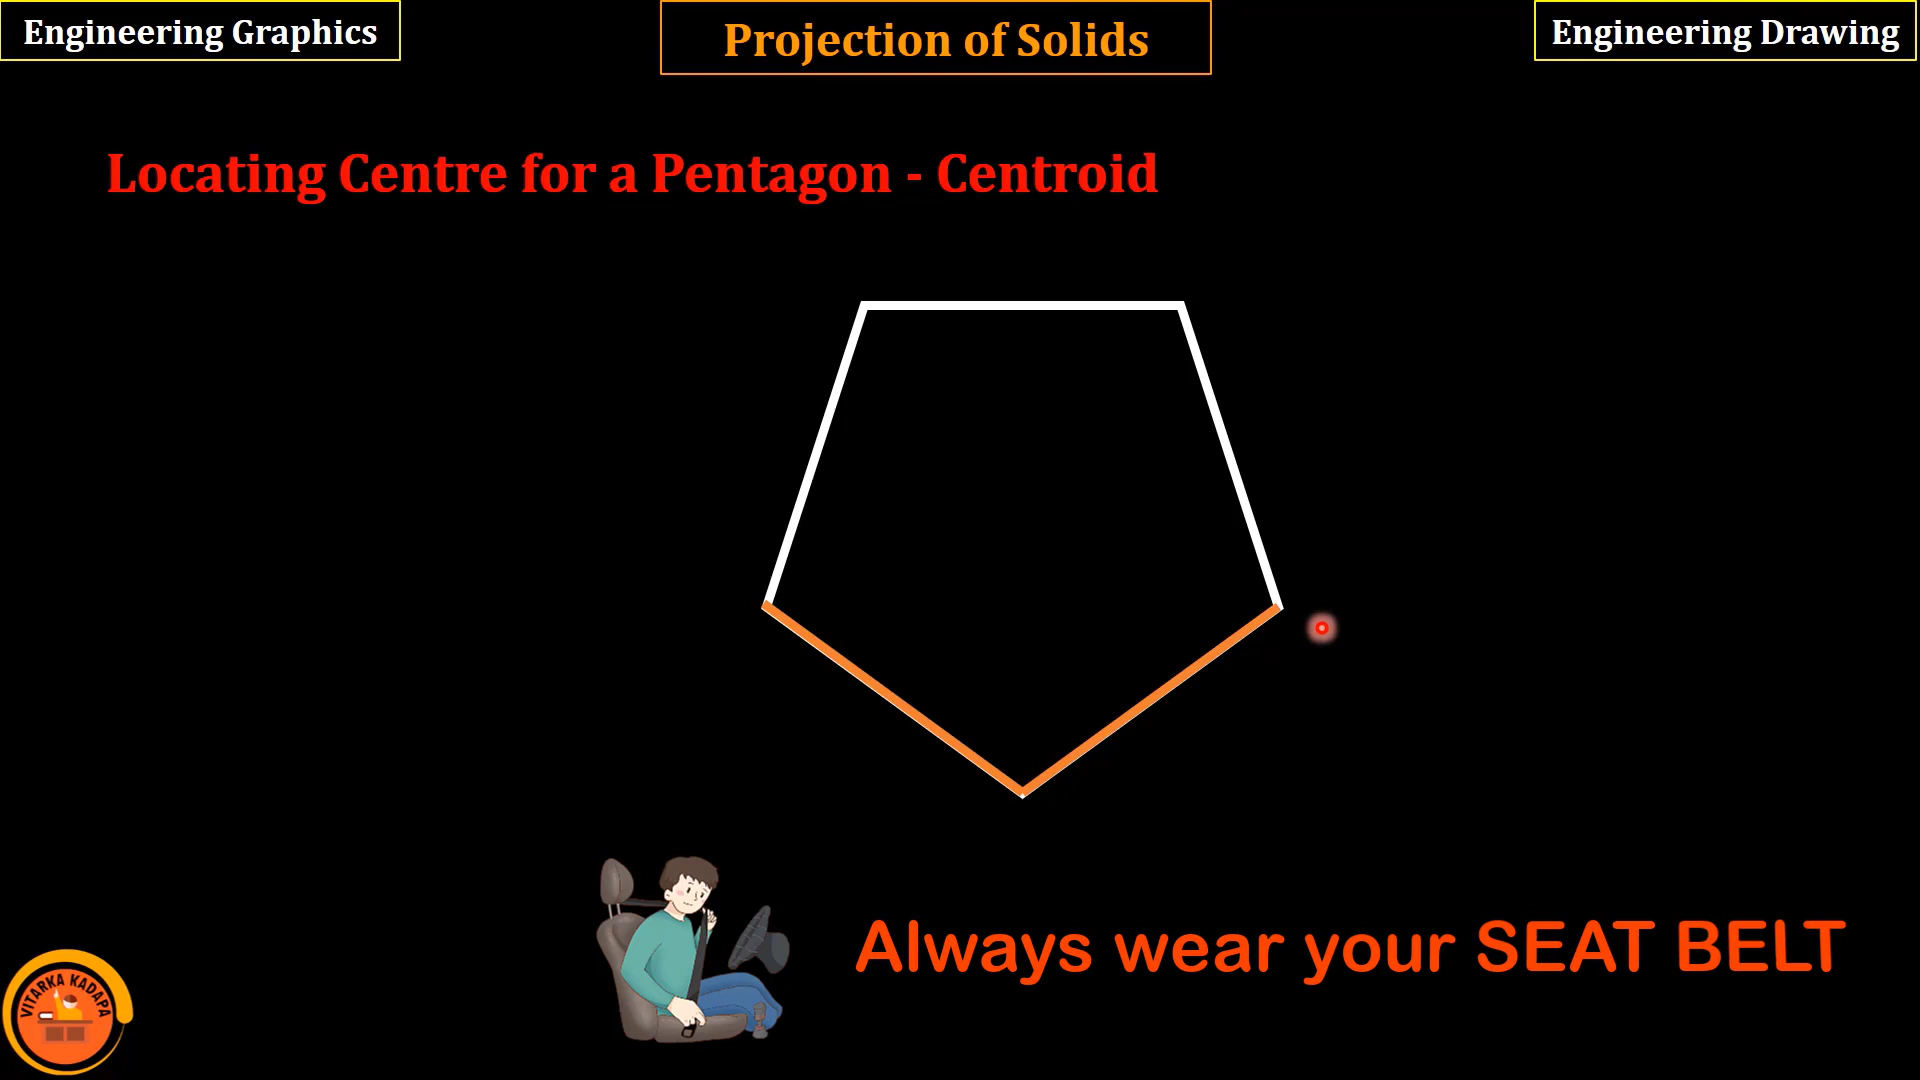 Engineering Graphics
Projection of Solids
Engineering Drawing
Locating Centre for a Pentagon - Centroid
Always wear your SEAT BELT
VITARKA KADAPA